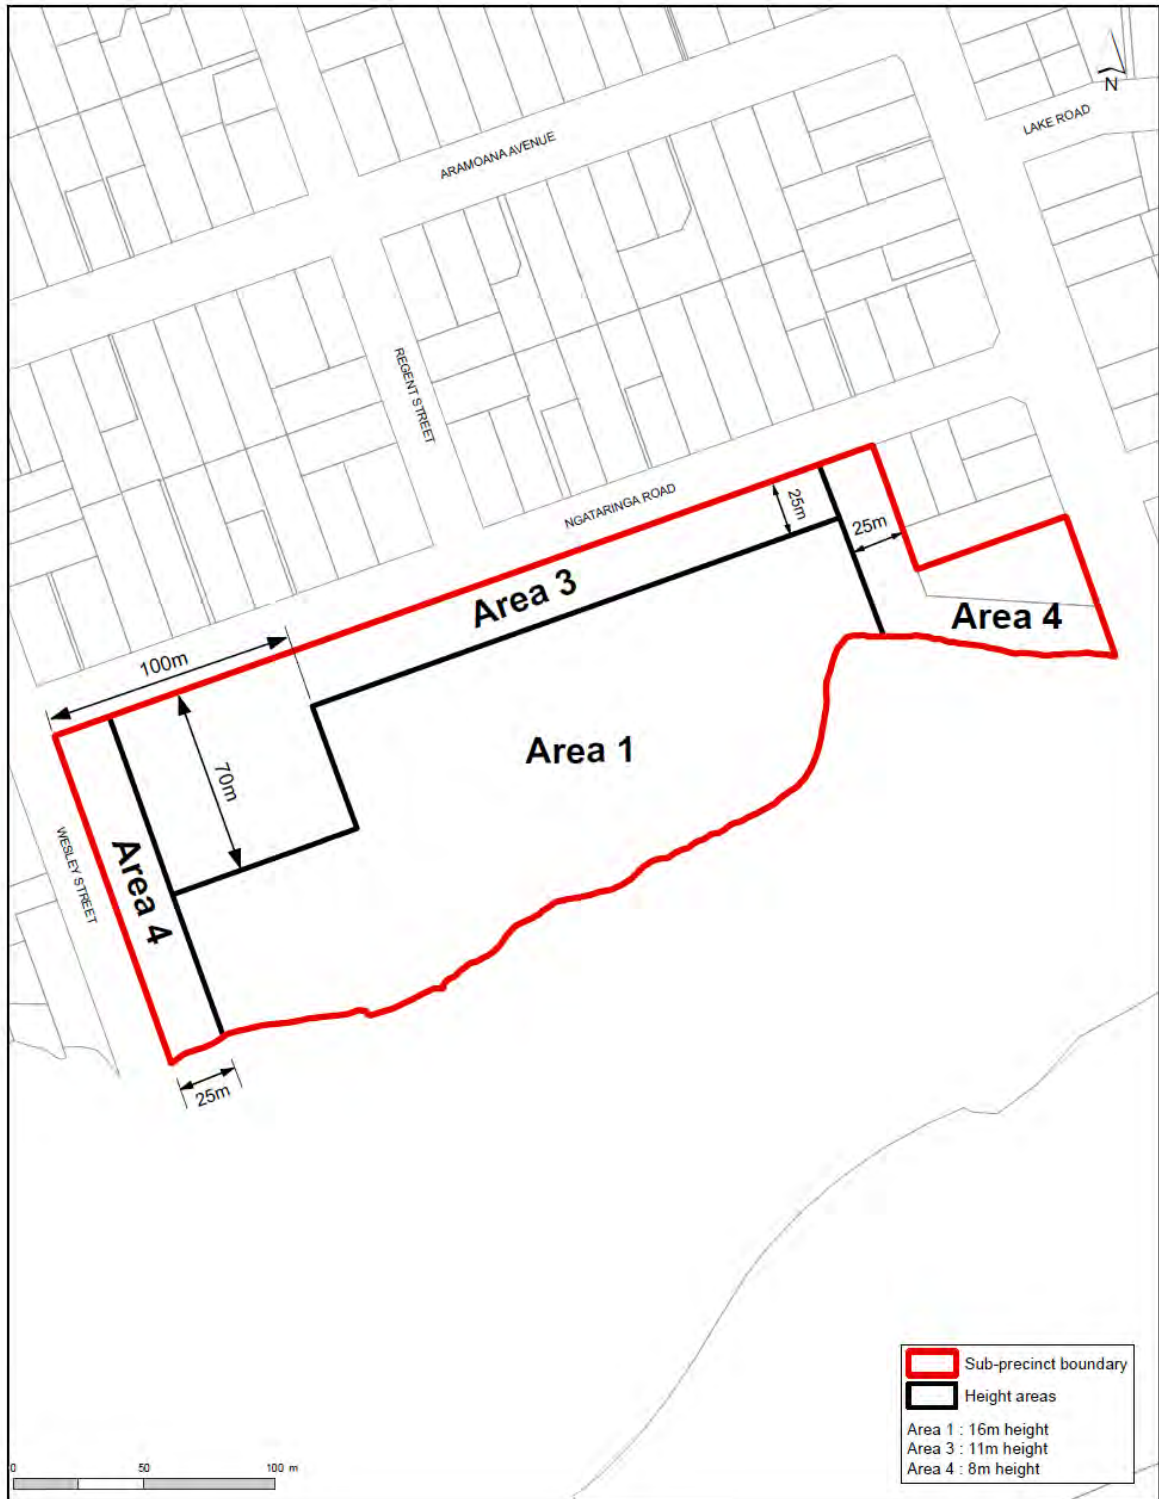 N
LAKE ROAD
ARAMOANA AVENUE
REGENT STREET
NGATARINGA ROAD
25m
25m
Area 3
Area 4
100m
70m
Area 1
WESLEY STREET
Area 4
25m
Sub-precinct boundary
Height areas
Area 1 : 16m height
Area 3 : 11m height
Area 4 : 8m height
0 50 100 m